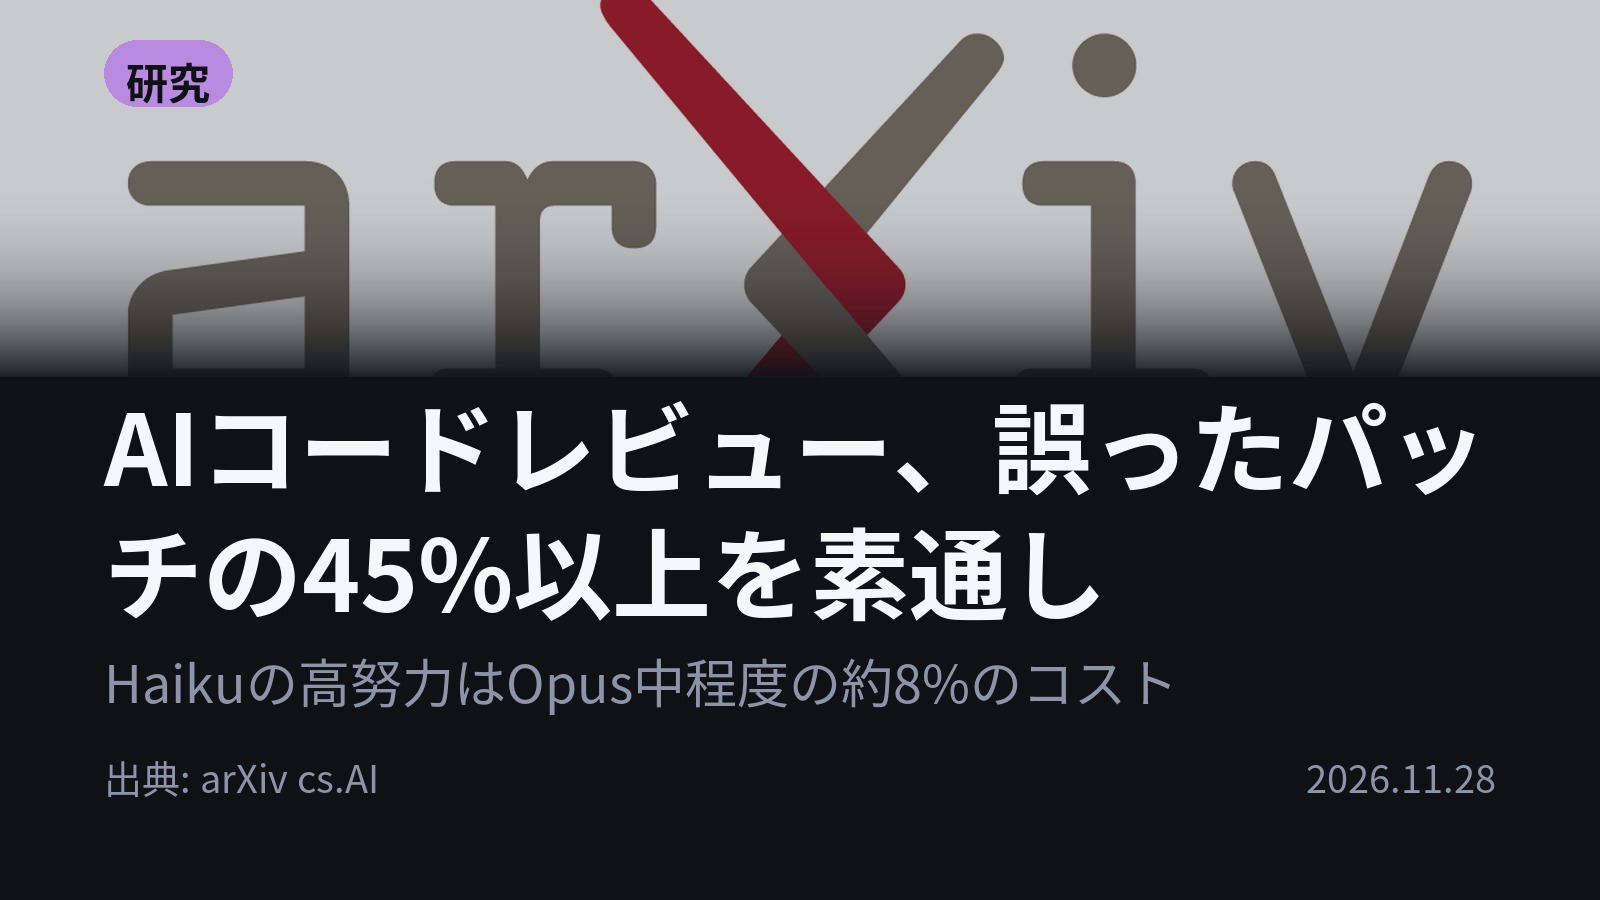 研究
arXiv
AIコードレビュー、誤ったパッ
チの45%以上を素通し
Haikuの高努力はOpus中程度の約8%のコスト
出典: arXiv cs.AI
2026.11.28